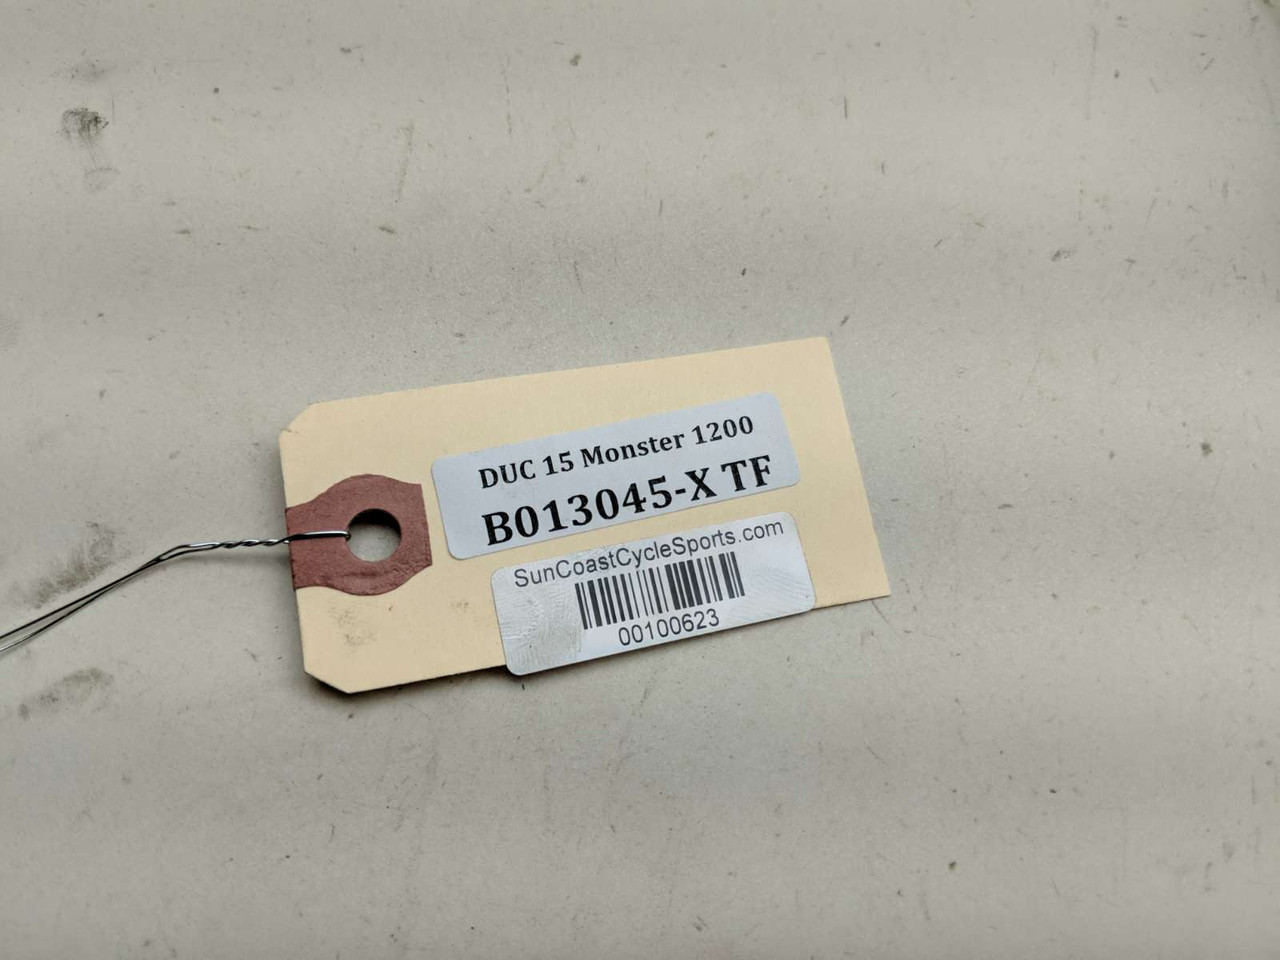 DUC 15 Monster 1200
B013045-X TF
SunCoastCycleSports.com
00100623